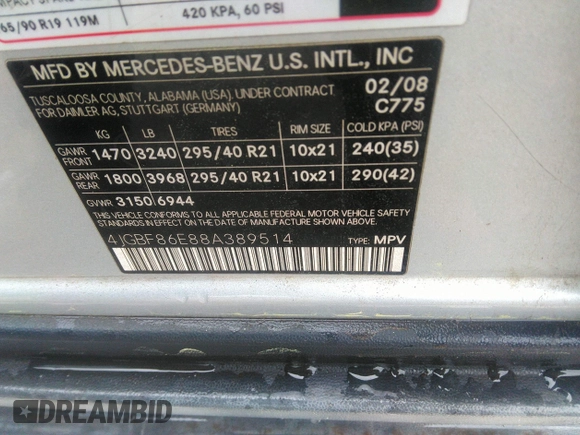 65/90 R19 119M
420 KPA, 60 PSI
MFD BY MERCEDES-BENZ U.S. INTL., INC
TUSCALOOSA COUNTY, ALABAMA (USA). UNDER CONTRACT 02/08
FOR DAIMLER AG, STUTTGART (GERMANY) C775
KG LB TIRES RIM SIZE COLD KPA (PSI)
GAWR FRONT 1470 3240 295/40 R21 10x21 240(35)
GAWR REAR 1800 3968 295/40 R21 10x21 290(42)
GVWR 3150 6944
THIS VEHICLE CONFORMS TO ALL APPLICABLE FEDERAL MOTOR VEHICLE SAFETY
STANDARDS IN EFFECT ON THE DATE OF MANUFACTURE SHOWN ABOVE.
4JGBF86E88A389514 TYPE: MPV
DREAMBID